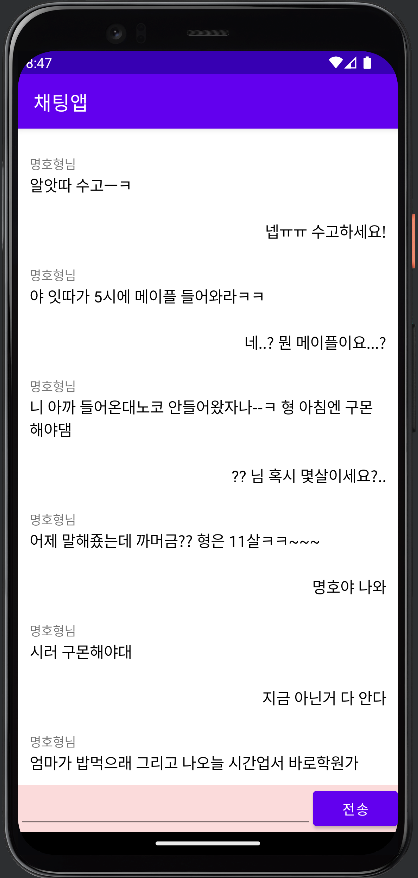 8:47
채팅앱
명호형님
알앗따 수고ㅡㅋ
넵ㅠㅠ 수고하세요!
명호형님
야 잇따가 5시에 메이플 들어와라ㅋㅋ
네..? 뭔 메이플이요...?
명호형님
니 아까 들어온대노코 안들어왔자나--ㅋ 형 아침엔 구몬
해야댐
?? 님 혹시 몇살이세요?..
명호형님
어제 말해죴는데 까머금?? 형은 11살ㅋㅋ~~~
명호야 나와
명호형님
시러 구몬해야대
지금 아닌거 다 안다
명호형님
엄마가 밥먹으래 그리고 나오늘 시간업서 바로학원가
전송